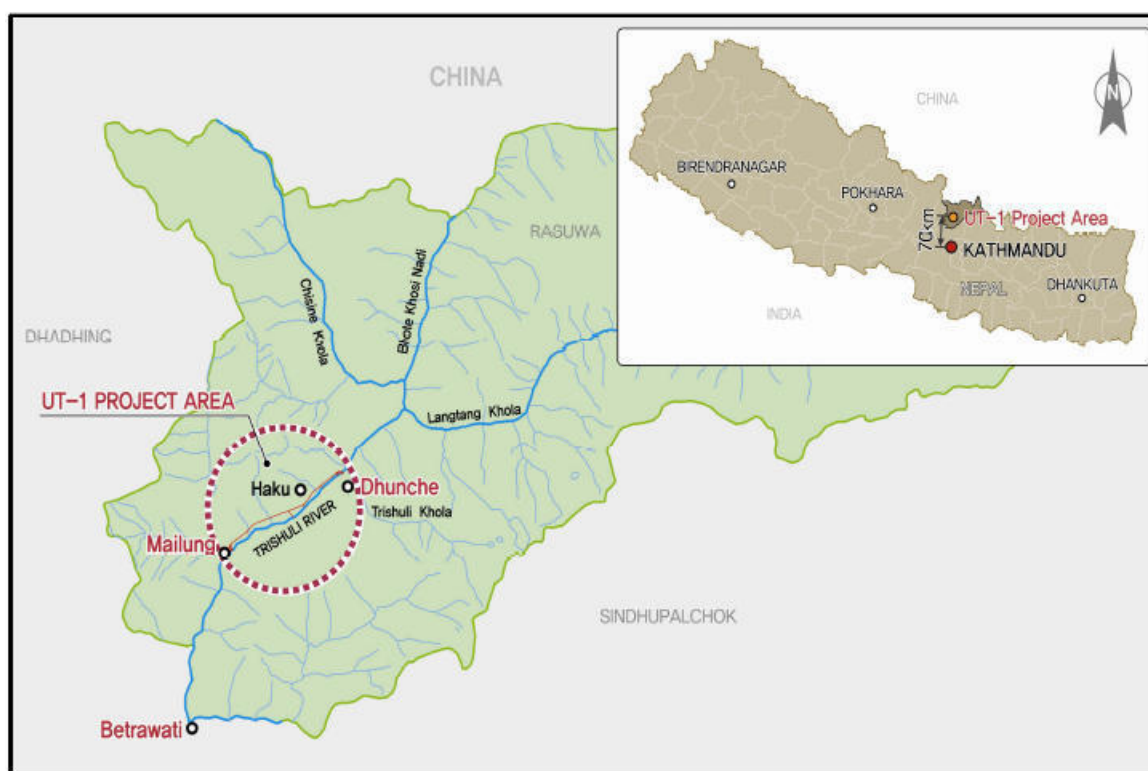 CHINA
RASUWA
Chisine Khola
Bhote Khosi Nadi
DHADHING
UT-1 PROJECT AREA
Langtang Khola
Haku
Dhunche
Trishuli Khola
TRISHULI RIVER
Mailung
SINDHUPALCHOK
Betrawati
N
CHINA
BIRENDRANAGAR
POKHARA
UT-1 Project Area
70km
KATHMANDU
NEPAL
DHANKUTA
INDIA